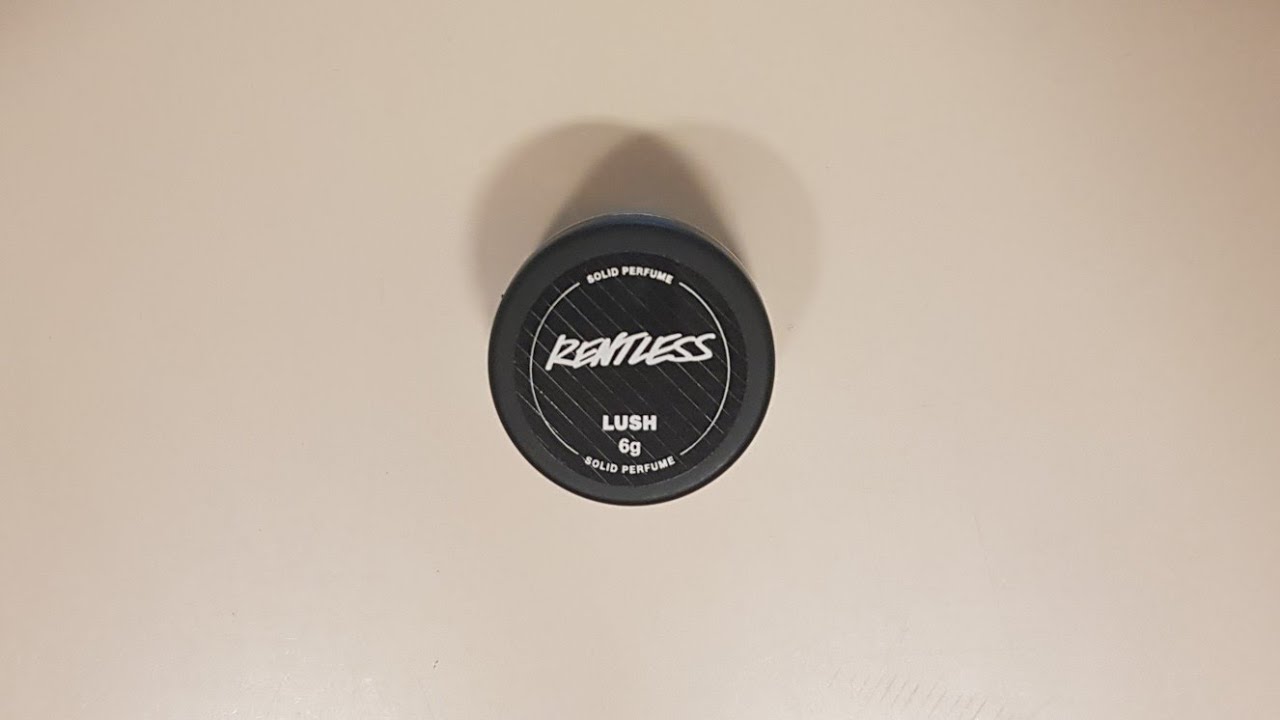 SOLID PERFUME
RENTLESS
LUSH
6g
SOLID PERFUME